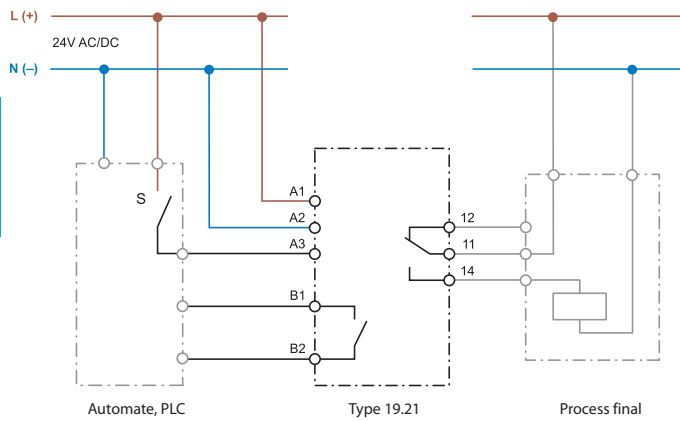 L (+)
24V AC/DC
N (–)
S
A1
A2
A3
B1
B2
12
11
14
Automate, PLC
Type 19.21
Process final